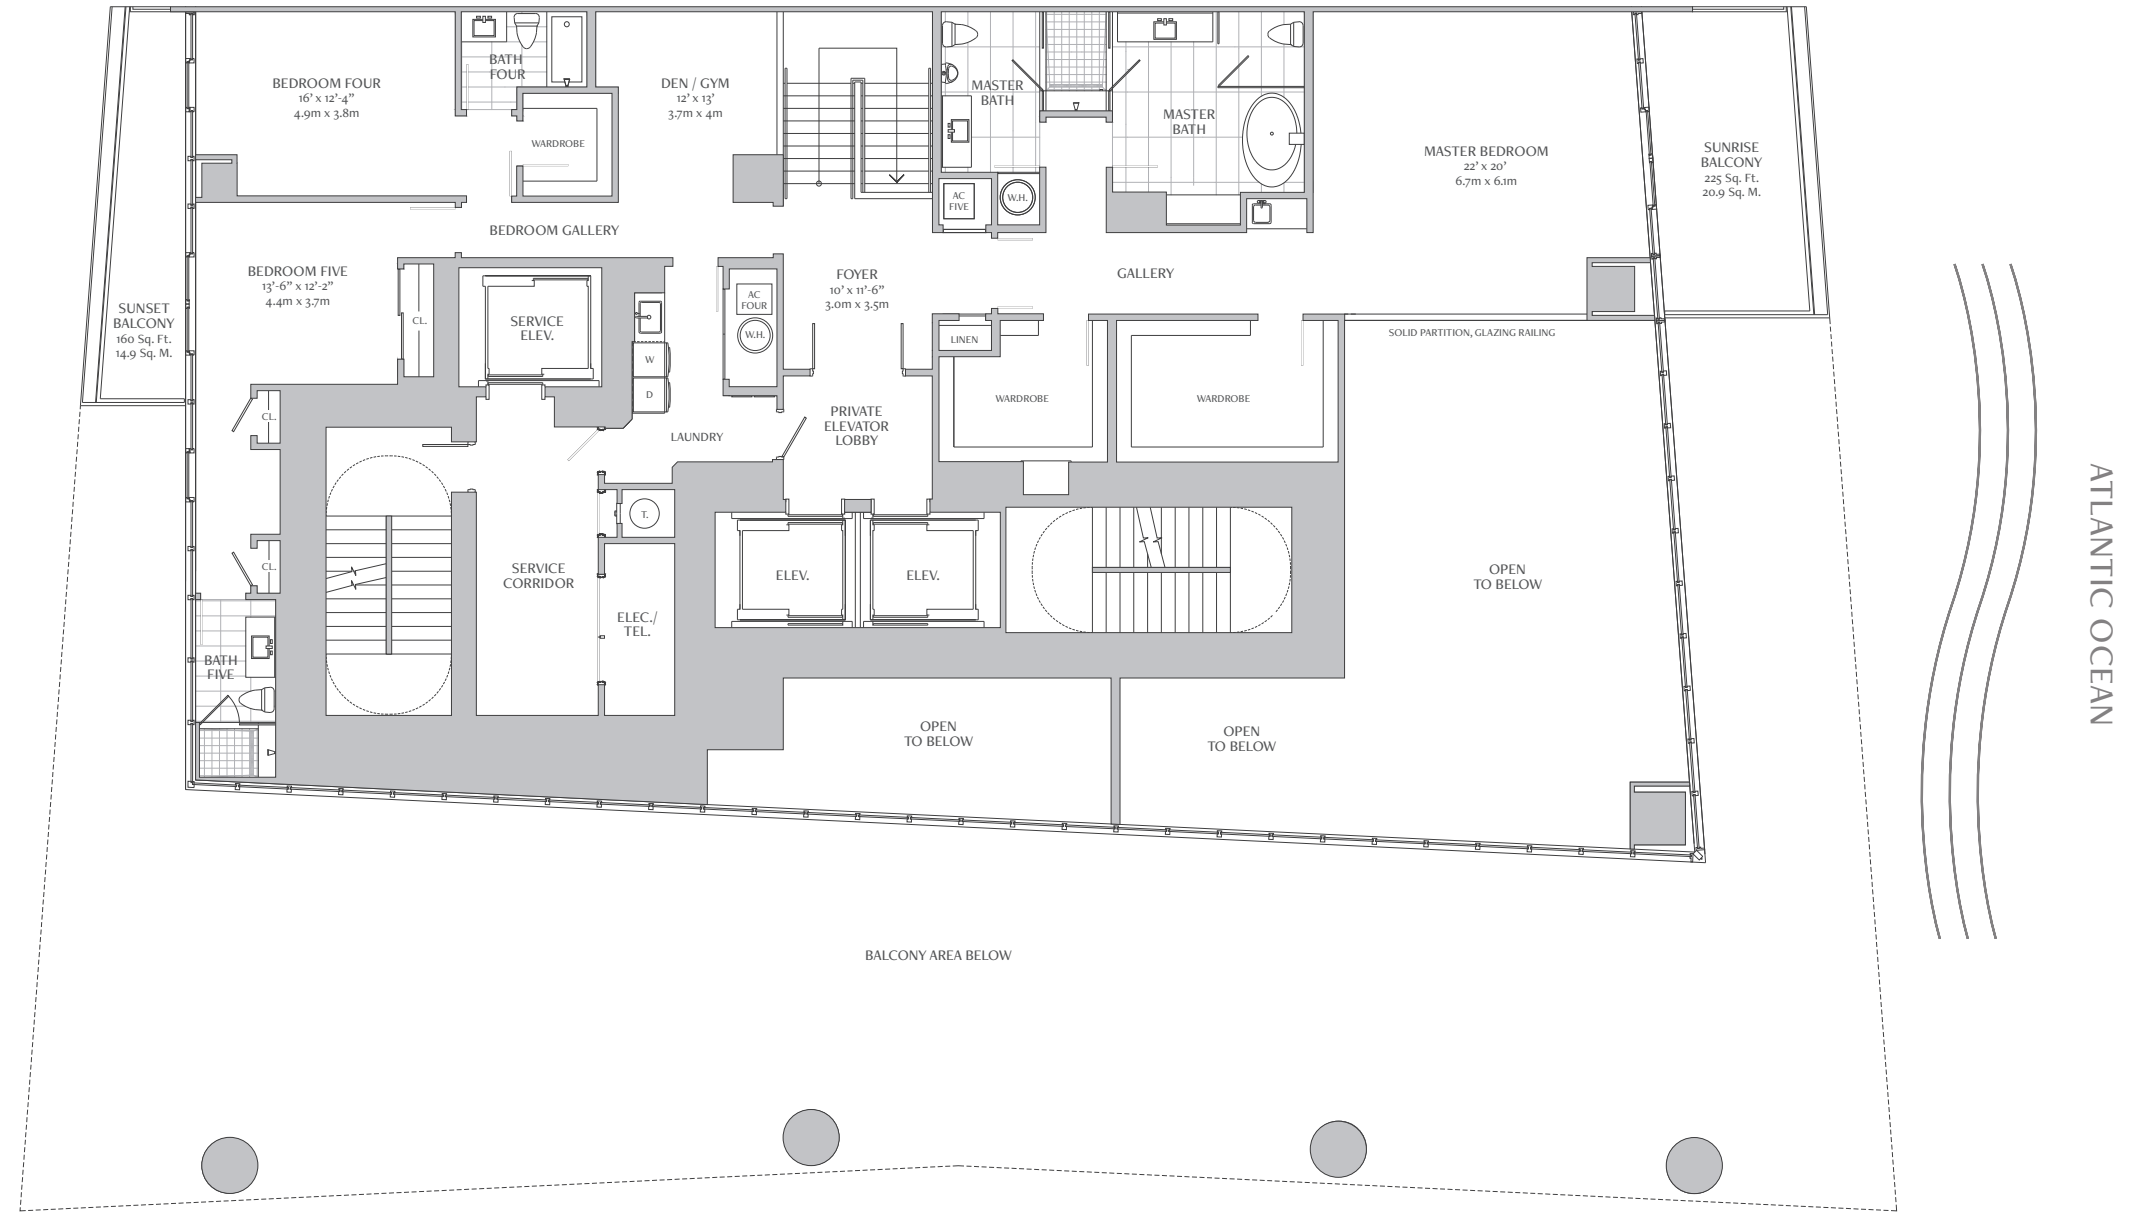 BEDROOM FOUR
16' x 12'-4"
4.9m x 3.8m
BATH
FOUR
WARDROBE
DEN / GYM
12' x 13'
3.7m x 4m
MASTER
BATH
MASTER
BATH
MASTER BEDROOM
22' x 20'
6.7m x 6.1m
SUNRISE
BALCONY
225 Sq. Ft.
20.9 Sq. M.
AC
FIVE
W.H.
BEDROOM GALLERY
BEDROOM FIVE
13'-6" x 12'-2"
4.4m x 3.7m
SUNSET
BALCONY
160 Sq. Ft.
14.9 Sq. M.
CL.
SERVICE
ELEV.
W
D
AC
FOUR
W.H.
FOYER
10' x 11'-6"
3.0m x 3.5m
GALLERY
LINEN
SOLID PARTITION, GLAZING RAILING
WARDROBE
WARDROBE
CL.
LAUNDRY
PRIVATE
ELEVATOR
LOBBY
T.
CL.
SERVICE
CORRIDOR
ELEC./
TEL.
ELEV.
ELEV.
OPEN
TO BELOW
BATH
FIVE
OPEN
TO BELOW
OPEN
TO BELOW
BALCONY AREA BELOW
ATLANTIC OCEAN